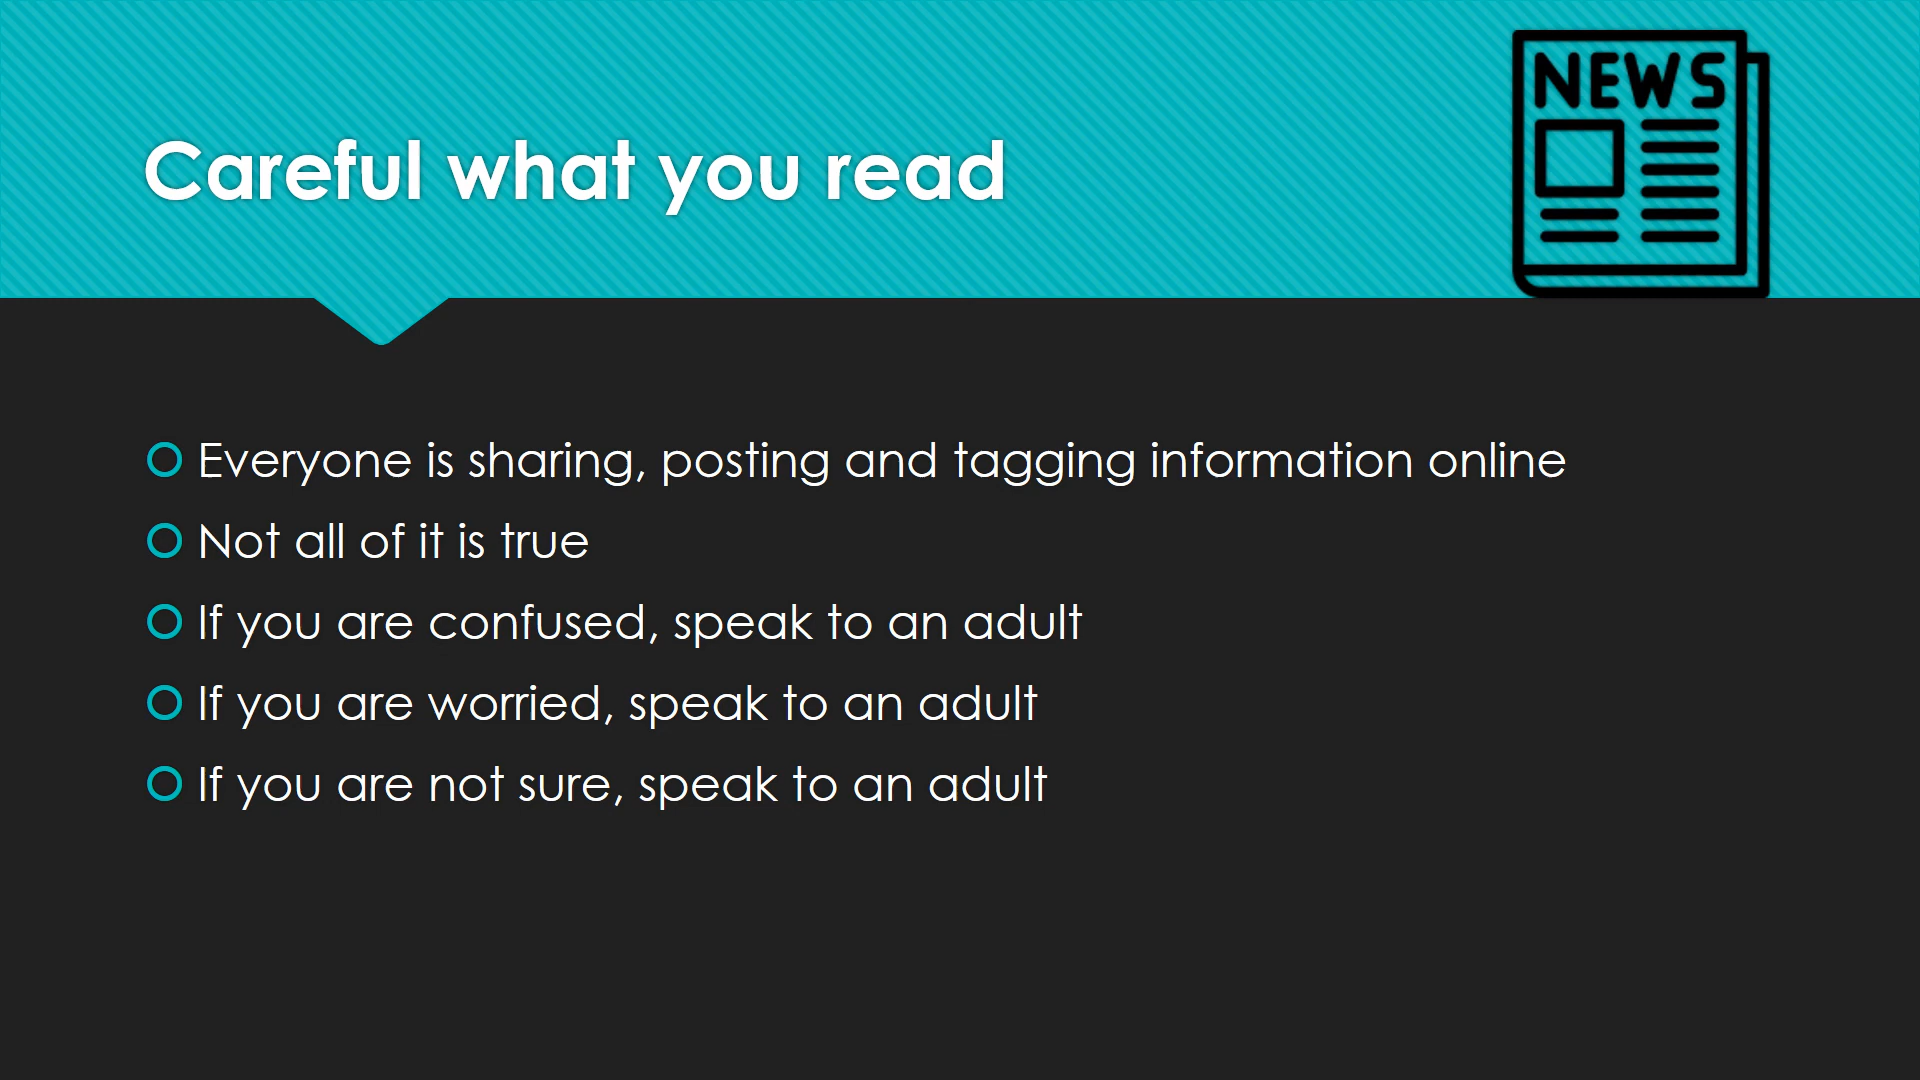 NEWS
Careful what you read
Everyone is sharing, posting and tagging information online
Not all of it is true
If you are confused, speak to an adult
If you are worried, speak to an adult
If you are not sure, speak to an adult